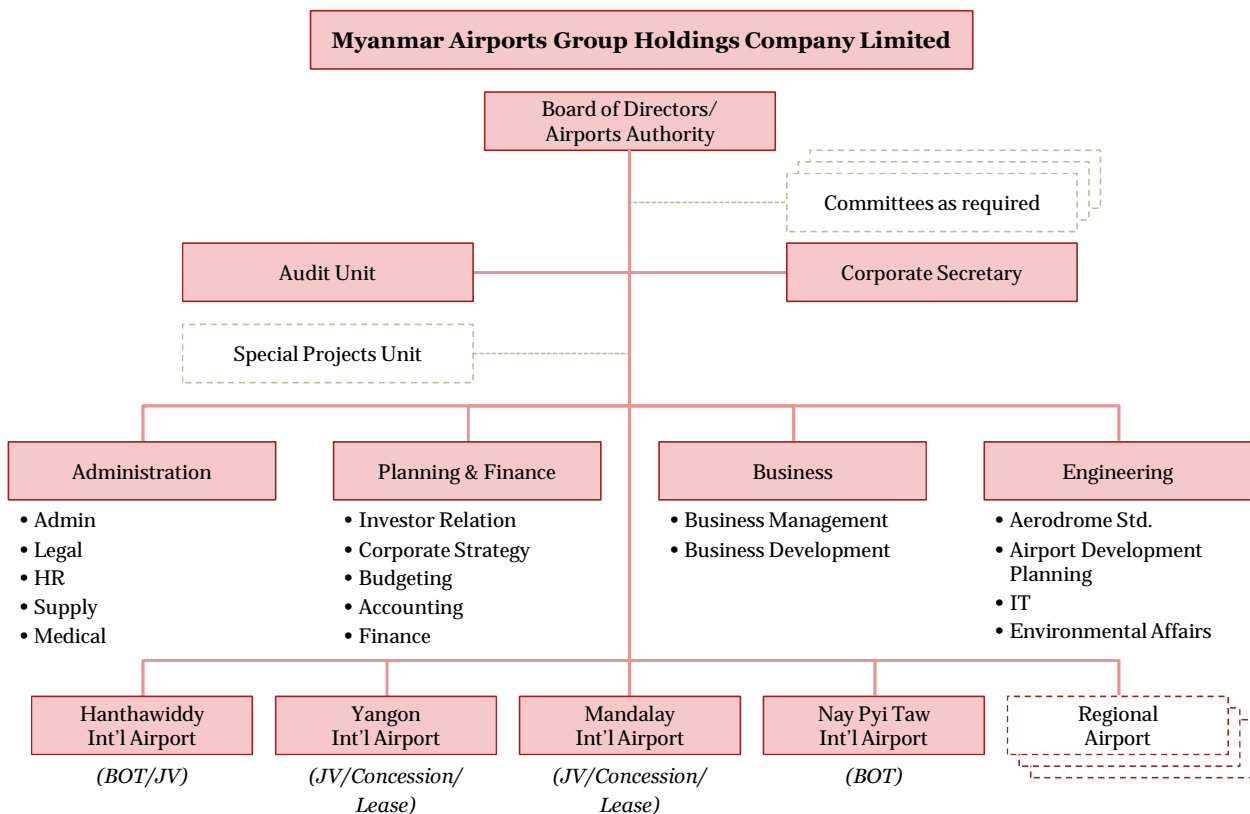 Myanmar Airports Group Holdings Company Limited
Board of Directors/
Airports Authority
Committees as required
Audit Unit
Corporate Secretary
Special Projects Unit
Administration
• Admin
• Legal
• HR
• Supply
• Medical
Planning & Finance
• Investor Relation
• Corporate Strategy
• Budgeting
• Accounting
• Finance
Business
• Business Management
• Business Development
Engineering
• Aerodrome Std.
• Airport Development
Planning
• IT
• Environmental Affairs
Hanthawiddy
Int'l Airport
(BOT/JV)
Yangon
Int'l Airport
(JV/Concession/
Lease)
Mandalay
Int'l Airport
(JV/Concession/
Lease)
Nay Pyi Taw
Int'l Airport
(BOT)
Regional
Airport